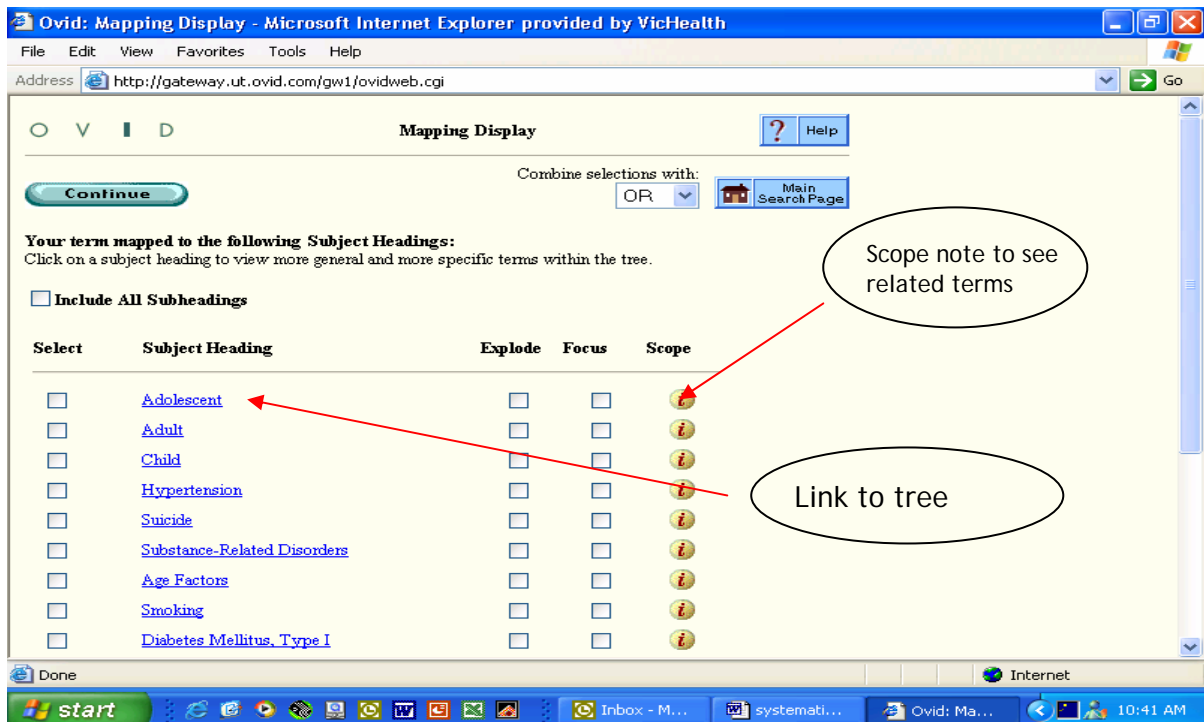 Ovid: Mapping Display - Microsoft Internet Explorer provided by VicHealth
File Edit View Favorites Tools Help
Address http://gateway.ut.ovid.com/gw1/ovidweb.cgi Go
O V I D Mapping Display ? Help
Combine selections with:
Continue OR Main
Search Page
Your term mapped to the following Subject Headings:
Click on a subject heading to view more general and more specific terms within the tree.
Scope note to see
related terms
Include All Subheadings
Select Subject Heading Explode Focus Scope
Adolescent i
Adult i
Child i
Hypertension i
Link to tree
Suicide i
Substance-Related Disorders i
Age Factors i
Smoking i
Diabetes Mellitus, Type I i
Done Internet
start Inbox - M... systemati... Ovid: Ma... 10:41 AM